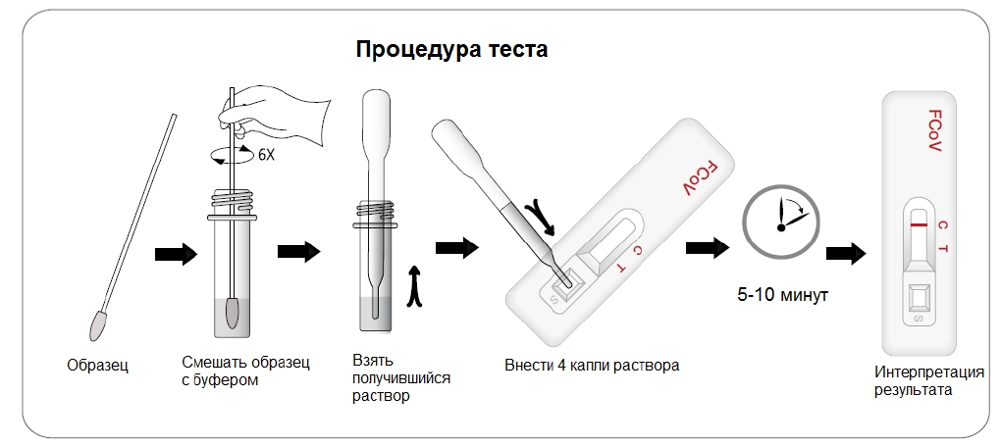 Процедура теста
6X
FCoV
C
T
S
FCoV
C
T
S
5-10 минут
Образец
Смешать образец
с буфером
Взять
получившийся
раствор
Внести 4 капли раствора
Интерпретация
результата